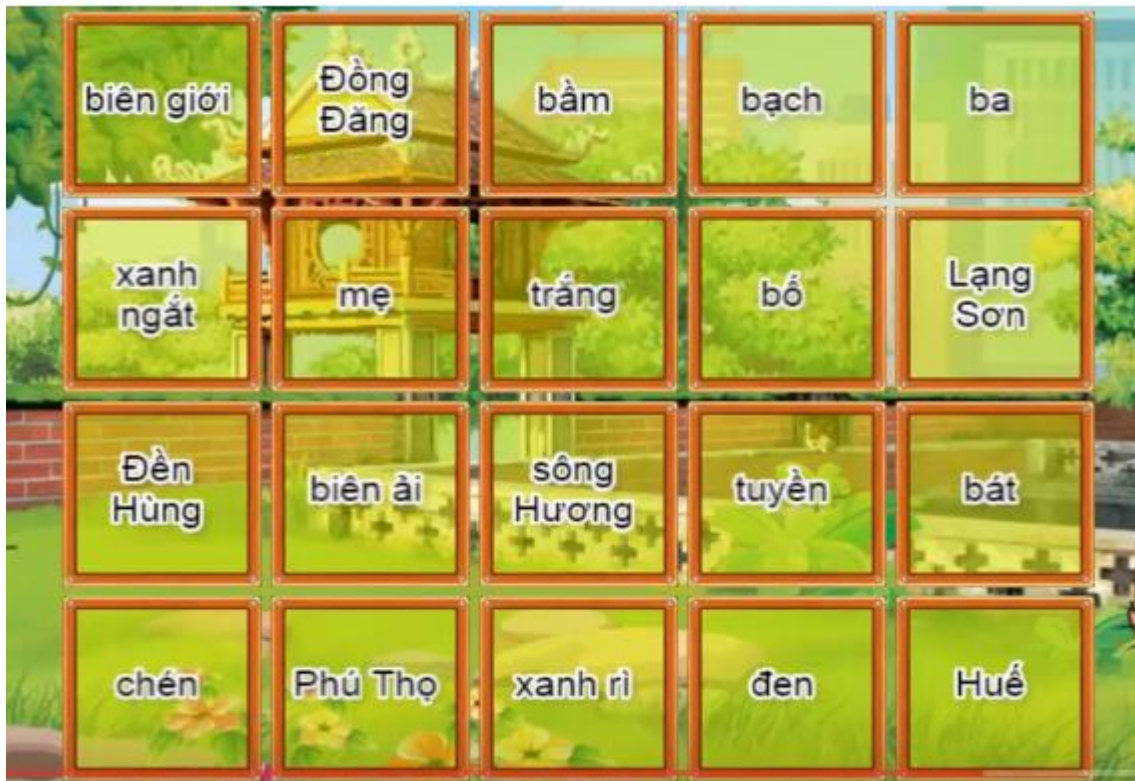 biên giới
Đồng
Đăng
bầm
bạch
ba
xanh
ngắt
mẹ
trắng
bố
Lạng
Sơn
Đền
Hùng
biên ải
sông
Hương
tuyền
bát
chén
Phú Thọ
xanh rì
đen
Huế